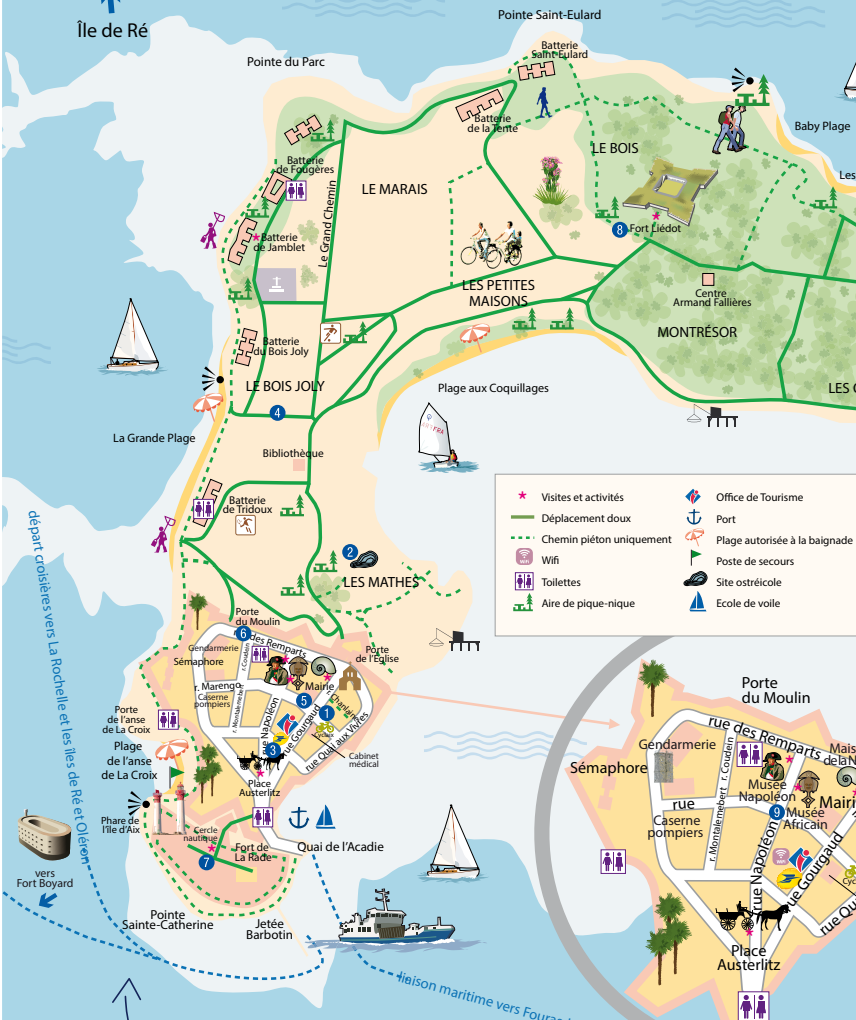 Île de Ré
Pointe Saint-Eulard
Pointe du Parc
Batterie
Saint-Eulard
Batterie
de la Tente
Baby Plage
LE BOIS
Les
Batterie
de Fougères
LE MARAIS
Le Grand Chemin
8
Fort Liédot
Batterie
de Jamblet
LES PETITES
MAISONS
Centre
Armand Fallières
MONTRÉSOR
Batterie
du Bois Joly
LE BOIS JOLY
Plage aux Coquillages
LES
4
La Grande Plage
Bibliothèque
FRA
Batterie
de Tridoux
Visites et activités
Déplacement doux
Chemin piéton uniquement
Wifi
Wifi
Toilettes
Aire de pique-nique
Office de Tourisme
Port
Plage autorisée à la baignade
Poste de secours
Site ostréicole
Ecole de voile
2
LES MATHES
départ croisières vers La Rochelle et les îles de Ré et Oléron
Porte
du Moulin
6
rue des Remparts
Gendarmerie
r. Coudein
Sémaphore
Porte
de l'Église
r. Marengo
Mairie
Caserne
pompiers
r. Montalembert
5
1
rue Napoléon
rue Gourgaud
rue Quai aux Vivres
3
Cabinet
médical
Place
Austerlitz
Porte
de l'anse
de La Croix
Plage
de l'anse
de La Croix
Phare de
l'île d'Aix
Cercle
nautique
7
Fort de
La Rade
Quai de l'Acadie
vers
Fort Boyard
Pointe
Sainte-Catherine
Jetée
Barbotin
liaison maritime vers Fouras
Porte
du Moulin
rue des Remparts
Gendarmerie
r. Coudein
Sémaphore
Musée
Napoléon
9
Musée
Africain
rue
Caserne
pompiers
r. Montalembert
rue Napoléon
Wifi
rue Gourgaud
rue Qu
Place
Austerlitz